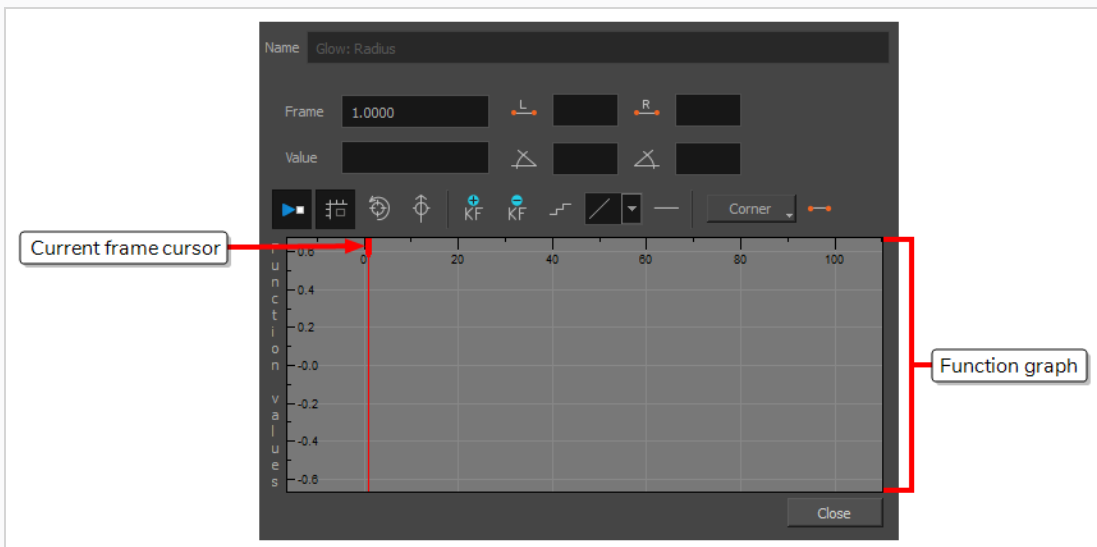 Name Glow: Radius
Frame 1.0000 L R
Value
KF KF Corner
Current frame cursor
Function values
0.6
0.4
0.2
-0.0
-0.2
-0.4
-0.6
0 20 40 60 80 100
Function graph
Close